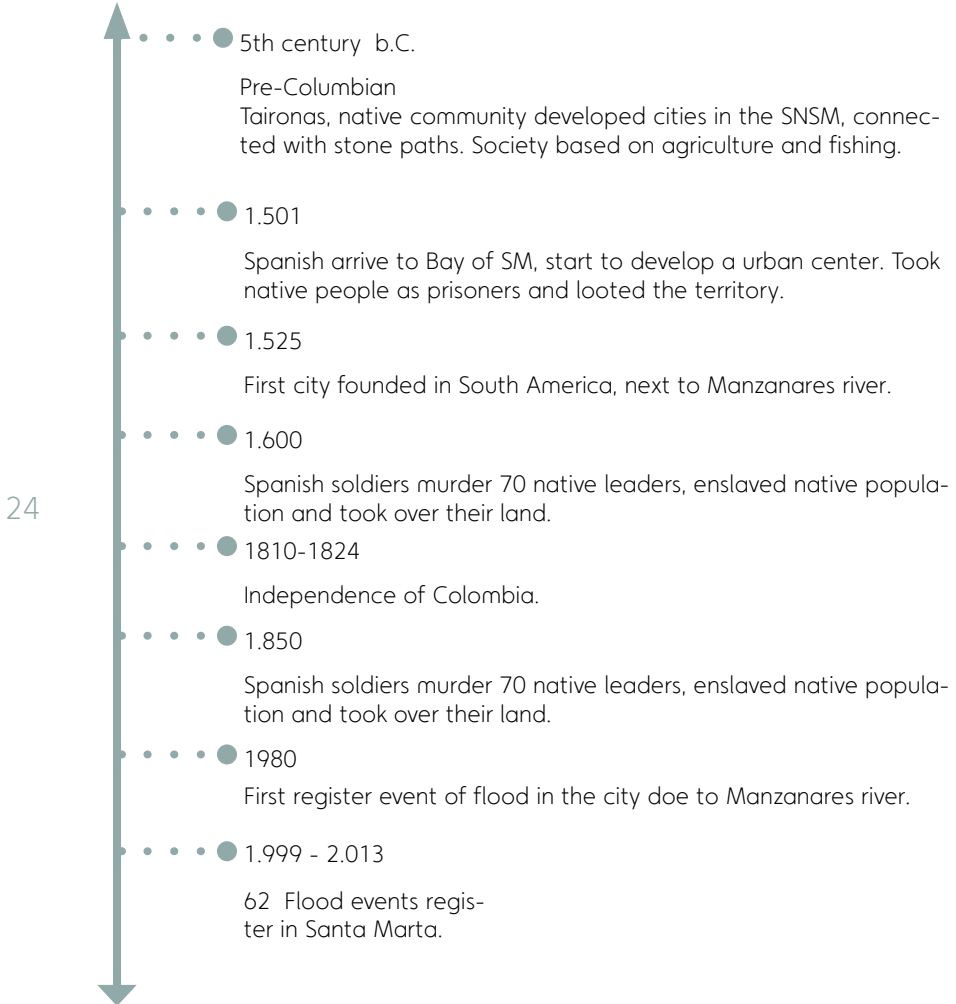 5th century  b.C.
Pre-Columbian
Taironas, native community developed cities in the SNSM, connec-
ted with stone paths. Society based on agriculture and fishing.
1.501
Spanish arrive to Bay of SM, start to develop a urban center. Took
native people as prisoners and looted the territory.
1.525
First city founded in South America, next to Manzanares river.
1.600
Spanish soldiers murder 70 native leaders, enslaved native popula-
tion and took over their land.
24
1810-1824
Independence of Colombia.
1.850
Spanish soldiers murder 70 native leaders, enslaved native popula-
tion and took over their land.
1980
First register event of flood in the city doe to Manzanares river.
1.999 - 2.013
62  Flood events regis-
ter in Santa Marta.